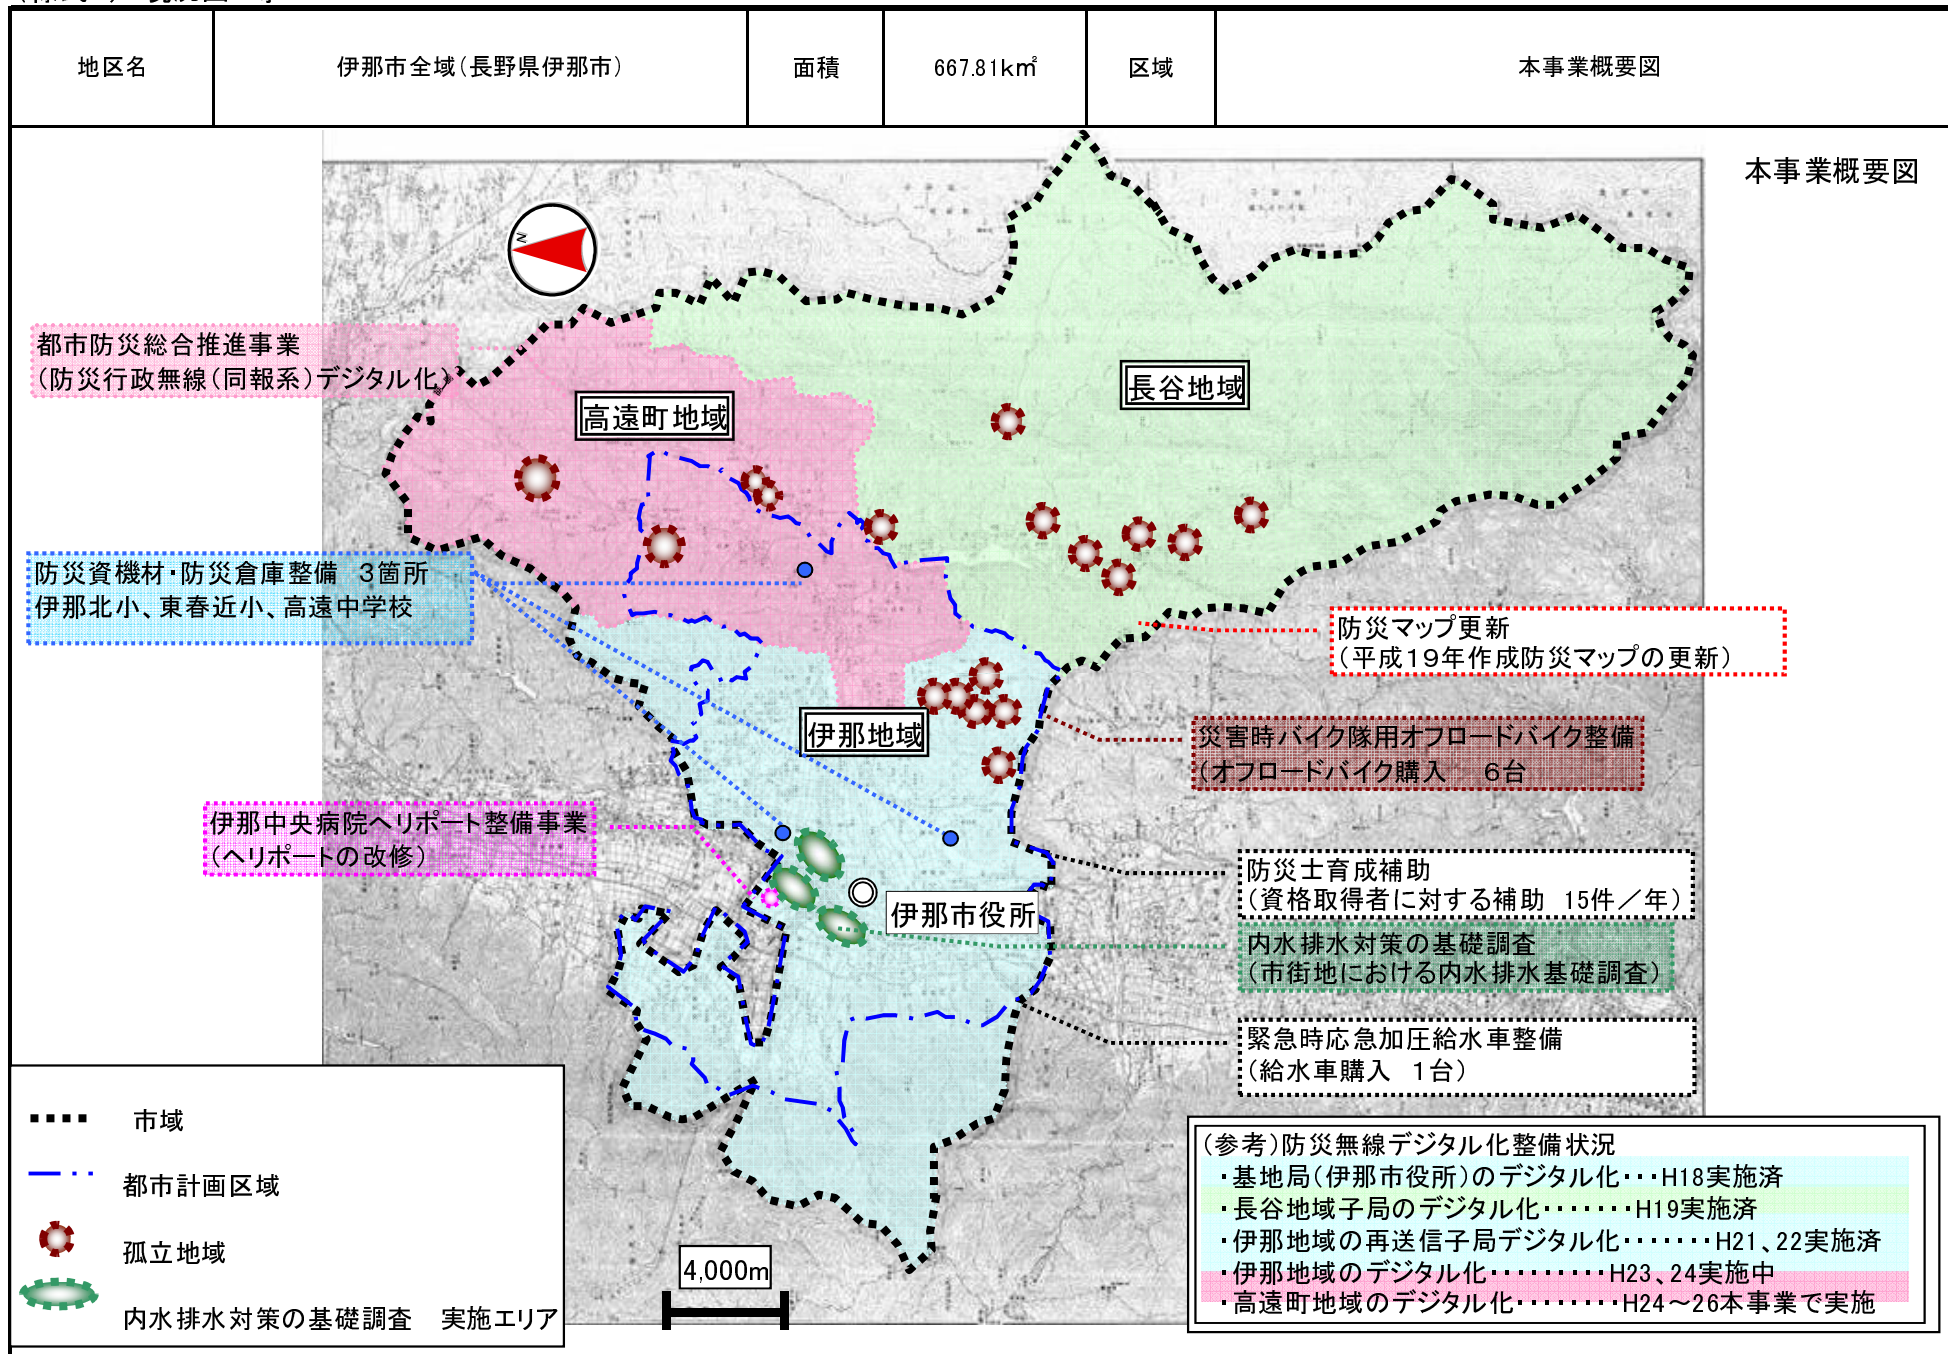 地区名
伊那市全域(長野県伊那市)
面積
667.81k㎡
区域
本事業概要図
本事業概要図
N
都市防災総合推進事業
(防災行政無線(同報系)デジタル化)
高遠町地域
長谷地域
防災資機材・防災倉庫整備 3箇所
伊那北小、東春近小、高遠中学校
防災マップ更新
(平成19年作成防災マップの更新)
伊那地域
災害時バイク隊用オフロードバイク整備
(オフロードバイク購入 6台
伊那中央病院ヘリポート整備事業
(ヘリポートの改修)
防災士育成補助
(資格取得者に対する補助 15件/年)
伊那市役所
内水排水対策の基礎調査
(市街地における内水排水基礎調査)
緊急時応急加圧給水車整備
(給水車購入 1台)
市域
都市計画区域
孤立地域
内水排水対策の基礎調査 実施エリア
4,000m
(参考)防災無線デジタル化整備状況
・基地局(伊那市役所)のデジタル化・・・H18実施済
・長谷地域子局のデジタル化・・・・・・・H19実施済
・伊那地域の再送信子局デジタル化・・・・・・・H21、22実施済
・伊那地域のデジタル化・・・・・・・・・H23、24実施中
・高遠町地域のデジタル化・・・・・・・・H24～26本事業で実施